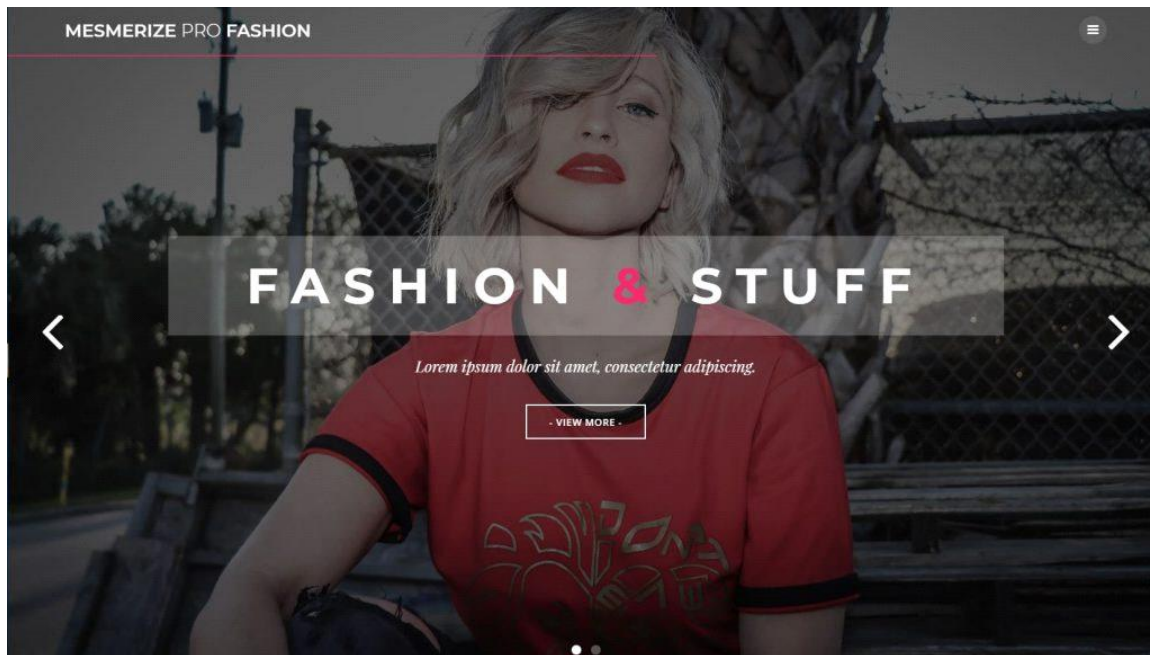 MESMERIZE PRO FASHION
FASHION & STUFF
Lorem ipsum dolor sit amet, consectetur adipiscing.
- VIEW MORE -